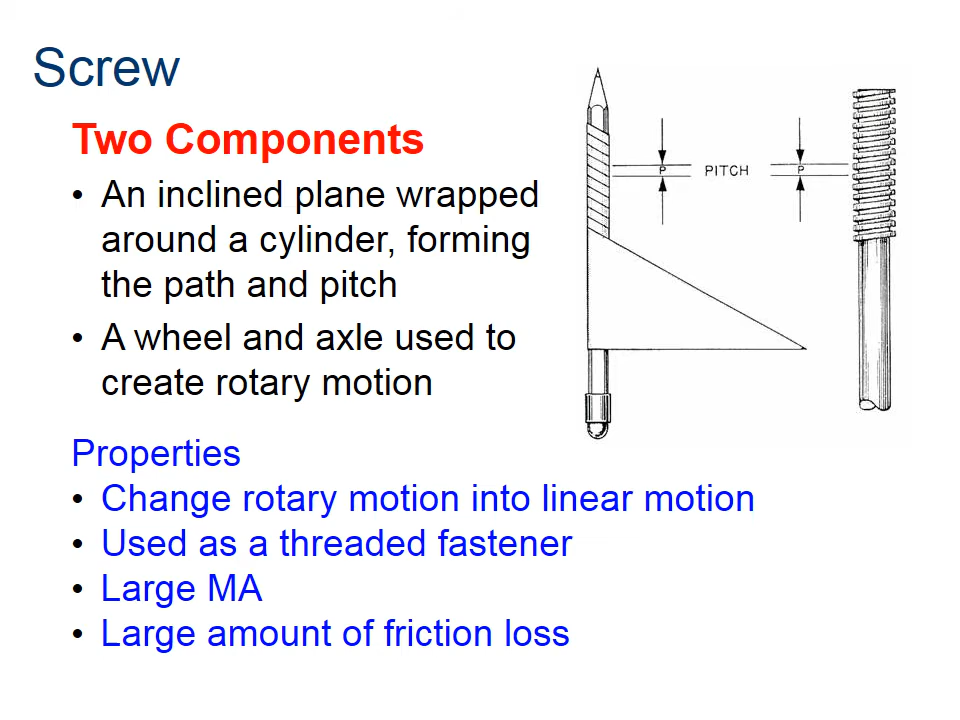 Screw
Two Components
• An inclined plane wrapped
around a cylinder, forming
the path and pitch
• A wheel and axle used to
create rotary motion
P PITCH P
Properties
• Change rotary motion into linear motion
• Used as a threaded fastener
• Large MA
• Large amount of friction loss